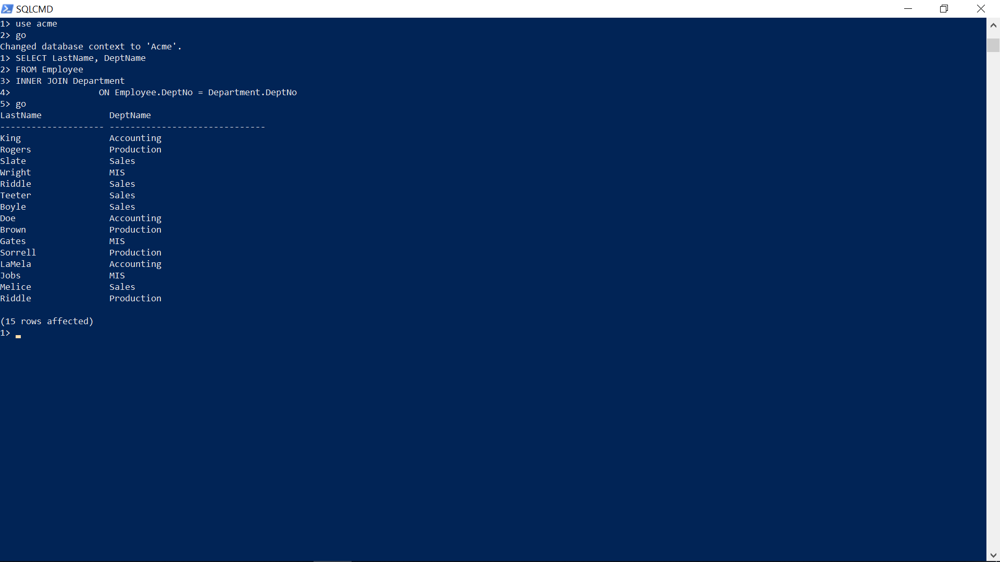 SQLCMD
1> use acme
2> go
Changed database context to 'Acme'.
1> SELECT LastName, DeptName
2> FROM Employee
3> INNER JOIN Department
4>                 ON Employee.DeptNo = Department.DeptNo
5> go
LastName             DeptName
-------------------- ------------------------------
King                 Accounting
Rogers               Production
Slate                Sales
Wright               MIS
Riddle               Sales
Teeter               Sales
Boyle                Sales
Doe                  Accounting
Brown                Production
Gates                MIS
Sorrell              Production
LaMela               Accounting
Jobs                 MIS
Melice               Sales
Riddle               Production
(15 rows affected)
1>